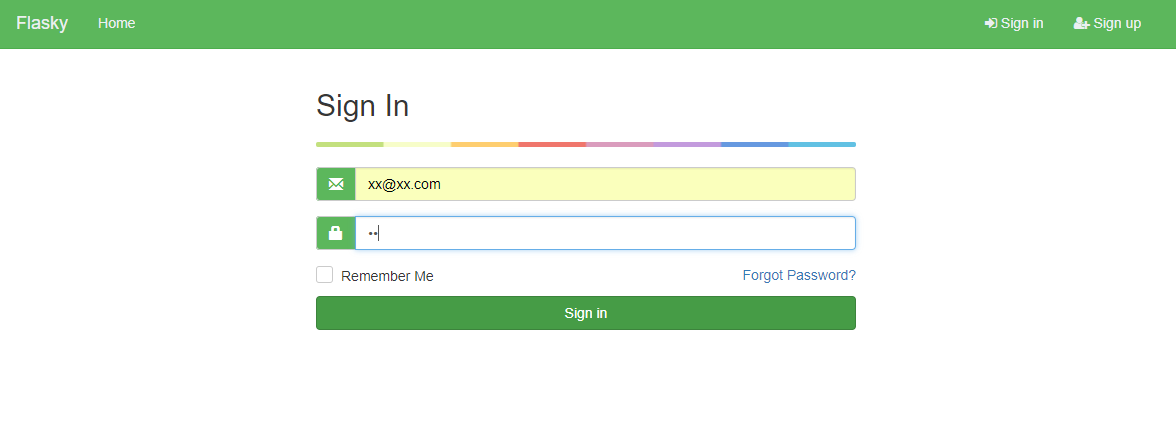 Flasky Home Sign in Sign up
Sign In
xx@xx.com
••
Remember Me Forgot Password?
Sign in